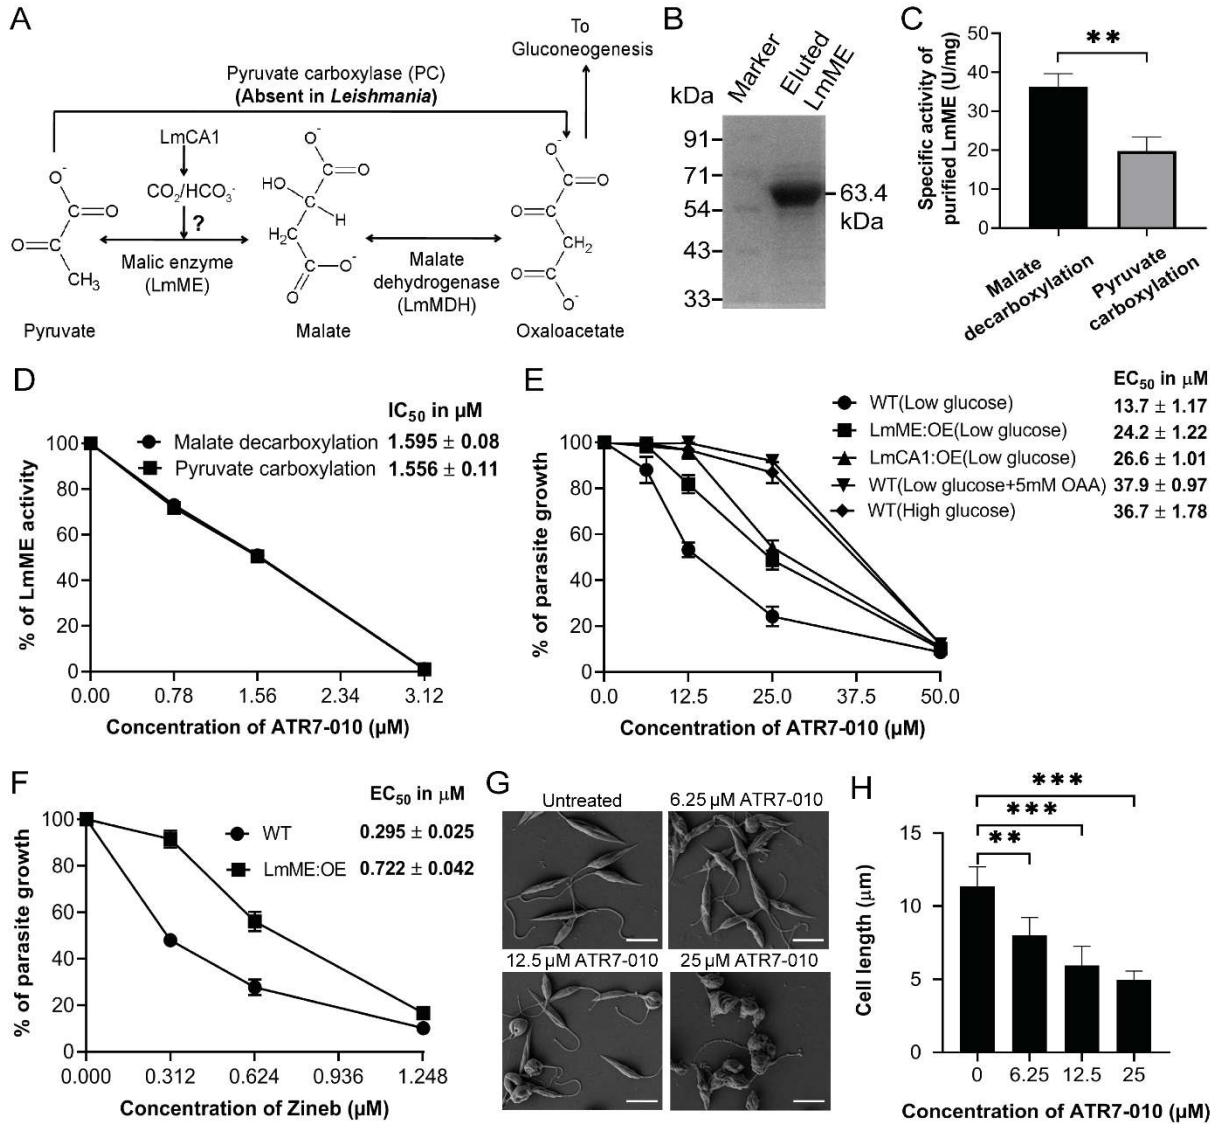 A
To
Gluconeogenesis
Pyruvate carboxylase (PC)
(Absent in Leishmania)
LmCA1
CO2/HCO3-
?
O-
C=O
O=C
CH3
Malic enzyme
(LmME)
O-
C=O
HO
C
H
H2C
C-O-
O
Malate
dehydrogenase
(LmMDH)
O-
C=O
O=C
CH2
O=C
O-
Pyruvate
Malate
Oxaloacetate
B
kDa
Marker
Eluted
LmME
91
71
54
43
33
63.4
kDa
C
Specific activity of
purified LmME (U/mg)
50
40
30
20
10
0
**
Malate
decarboxylation
Pyruvate
carboxylation
D
IC50 in µM
Malate decarboxylation 1.595 ± 0.08
Pyruvate carboxylation 1.556 ± 0.11
% of LmME activity
100
80
60
40
20
0
0.00 0.78 1.56 2.34 3.12
Concentration of ATR7-010 (µM)
E
EC50 in µM
WT(Low glucose) 13.7 ± 1.17
LmME:OE(Low glucose) 24.2 ± 1.22
LmCA1:OE(Low glucose) 26.6 ± 1.01
WT(Low glucose+5mM OAA) 37.9 ± 0.97
WT(High glucose) 36.7 ± 1.78
% of parasite growth
100
80
60
40
20
0
0.0 12.5 25.0 37.5 50.0
Concentration of ATR7-010 (µM)
F
EC50 in µM
WT 0.295 ± 0.025
LmME:OE 0.722 ± 0.042
% of parasite growth
100
80
60
40
20
0
0.000 0.312 0.624 0.936 1.248
Concentration of Zineb (µM)
G
Untreated
6.25 µM ATR7-010
12.5 µM ATR7-010
25 µM ATR7-010
H
***
***
**
Cell length (µm)
15
10
5
0
0 6.25 12.5 25
Concentration of ATR7-010 (µM)